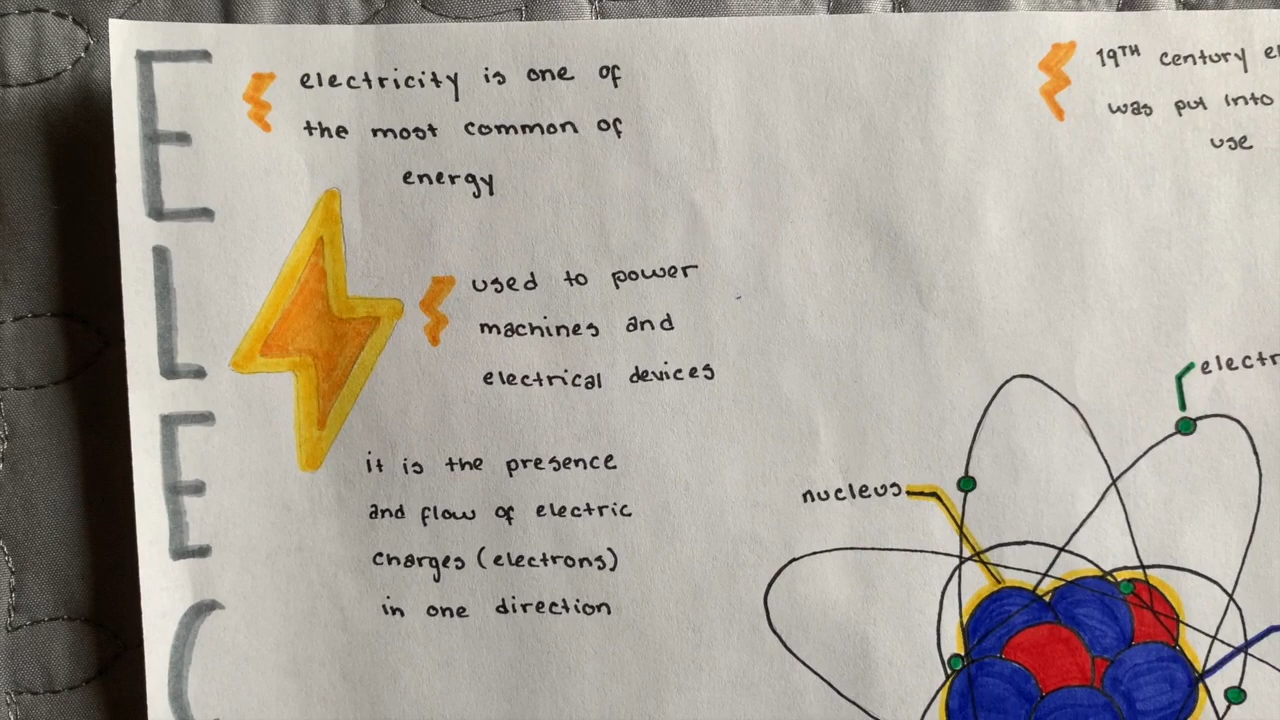 E
L
E
C
electricity is one of
the most common of
energy
used to power
machines and
electrical devices
it is the presence
and flow of electric
charges (electrons)
in one direction
19TH century
was put into
use
nucleus